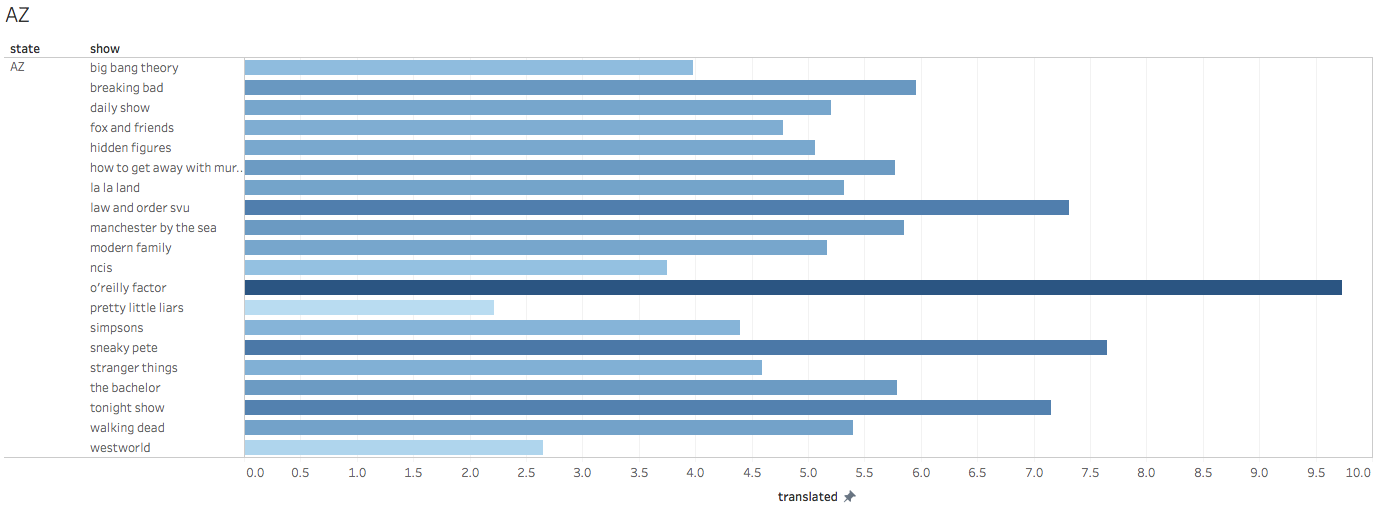 AZ
state show
AZ big bang theory
breaking bad
daily show
fox and friends
hidden figures
how to get away with mur..
la la land
law and order svu
manchester by the sea
modern family
ncis
o'reilly factor
pretty little liars
simpsons
sneaky pete
stranger things
the bachelor
tonight show
walking dead
westworld
0.0 0.5 1.0 1.5 2.0 2.5 3.0 3.5 4.0 4.5 5.0 5.5 6.0 6.5 7.0 7.5 8.0 8.5 9.0 9.5 10.0
translated